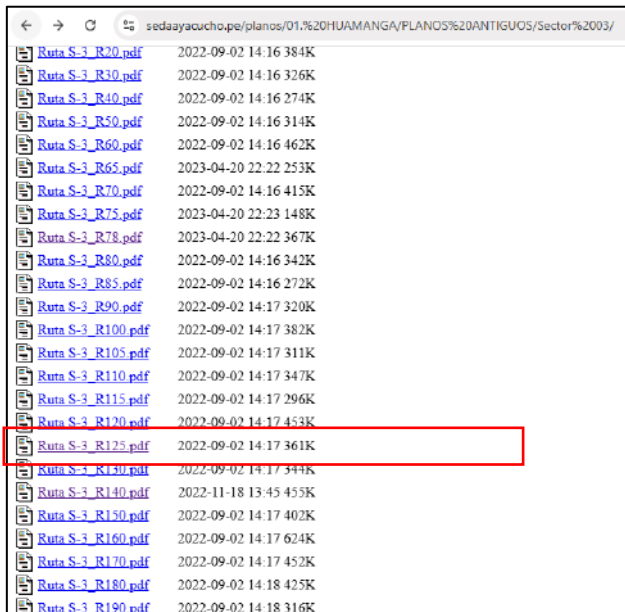 sedaayacucho.pe/planos/01.%20HUAMANGA/PLANOS%20ANTIGUOS/Sector%2003/
Ruta S-3_R20.pdf 2022-09-02 14:16 384K
Ruta S-3_R30.pdf 2022-09-02 14:16 326K
Ruta S-3_R40.pdf 2022-09-02 14:16 274K
Ruta S-3_R50.pdf 2022-09-02 14:16 314K
Ruta S-3_R60.pdf 2022-09-02 14:16 462K
Ruta S-3_R65.pdf 2023-04-20 22:22 253K
Ruta S-3_R70.pdf 2022-09-02 14:16 415K
Ruta S-3_R75.pdf 2023-04-20 22:23 148K
Ruta S-3_R78.pdf 2023-04-20 22:22 367K
Ruta S-3_R80.pdf 2022-09-02 14:16 342K
Ruta S-3_R85.pdf 2022-09-02 14:16 272K
Ruta S-3_R90.pdf 2022-09-02 14:17 320K
Ruta S-3_R100.pdf 2022-09-02 14:17 382K
Ruta S-3_R105.pdf 2022-09-02 14:17 311K
Ruta S-3_R110.pdf 2022-09-02 14:17 347K
Ruta S-3_R115.pdf 2022-09-02 14:17 296K
Ruta S-3_R120.pdf 2022-09-02 14:17 453K
Ruta S-3_R125.pdf 2022-09-02 14:17 361K
Ruta S-3_R130.pdf 2022-09-02 14:17 344K
Ruta S-3_R140.pdf 2022-11-18 13:45 455K
Ruta S-3_R150.pdf 2022-09-02 14:17 402K
Ruta S-3_R160.pdf 2022-09-02 14:17 624K
Ruta S-3_R170.pdf 2022-09-02 14:17 452K
Ruta S-3_R180.pdf 2022-09-02 14:18 425K
Ruta S-3_R190.pdf 2022-09-02 14:18 316K